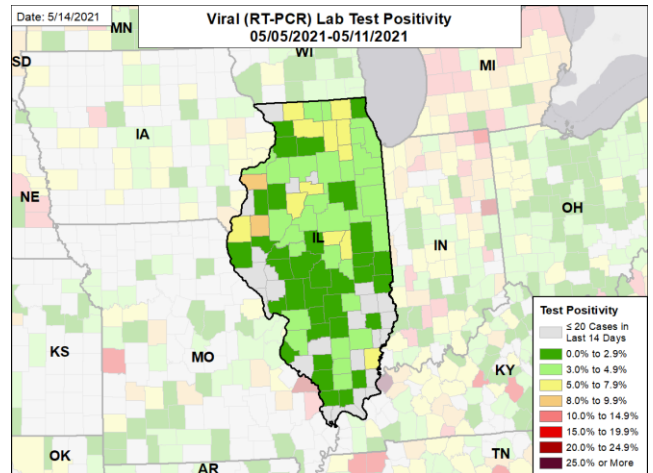 Date: 5/14/2021
Viral (RT-PCR) Lab Test Positivity
05/05/2021-05/11/2021
MN
WI
SD
MI
IA
NE
OH
IL
IN
Test Positivity
≤ 20 Cases in
Last 14 Days
0.0% to 2.9%
3.0% to 4.9%
5.0% to 7.9%
8.0% to 9.9%
10.0% to 14.9%
15.0% to 19.9%
20.0% to 24.9%
25.0% or More
KS
MO
KY
OK
AR
TN